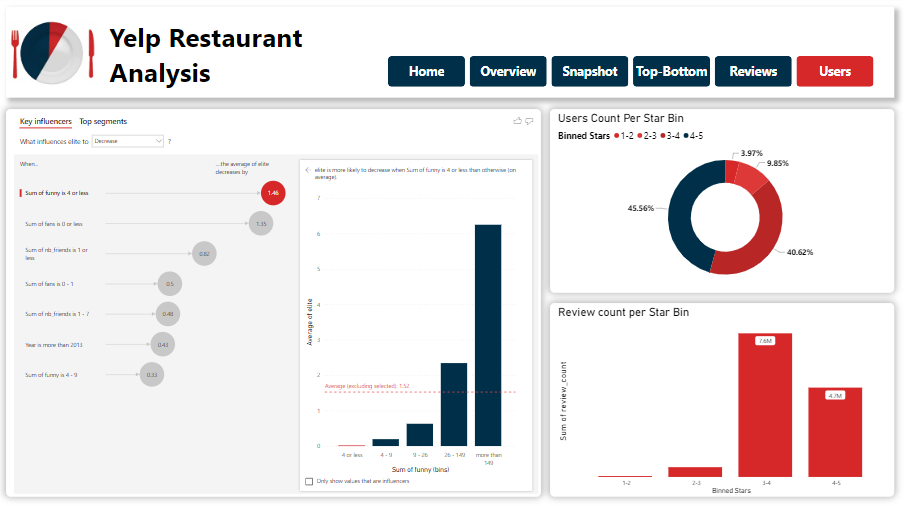 Yelp Restaurant
Analysis
Home
Overview
Snapshot
Top-Bottom
Reviews
Users
Key influencers
Top segments
What influences elite to
Decrease
?
When...
...the average of elite
decreases by
Sum of funny is 4 or less
1.46
Sum of fans is 0 or less
1.35
Sum of nb_friends is 1 or
less
0.82
Sum of fans is 0 - 1
0.5
Sum of nb_friends is 1 - 7
0.48
Year is more than 2013
0.43
Sum of funny is 4 - 9
0.33
elite is more likely to decrease when Sum of funny is 4 or less than otherwise (on
average).
7
6
5
4
3
2
1
0
Average of elite
Average (excluding selected): 1.52
4 or less
4 - 9
9 - 26
26 - 149
more than
149
Sum of funny (bins)
Only show values that are influencers
Users Count Per Star Bin
Binned Stars
1-2
2-3
3-4
4-5
3.97%
9.85%
45.56%
40.62%
Review count per Star Bin
Sum of review_count
7.6M
4.7M
1-2
2-3
3-4
4-5
Binned Stars